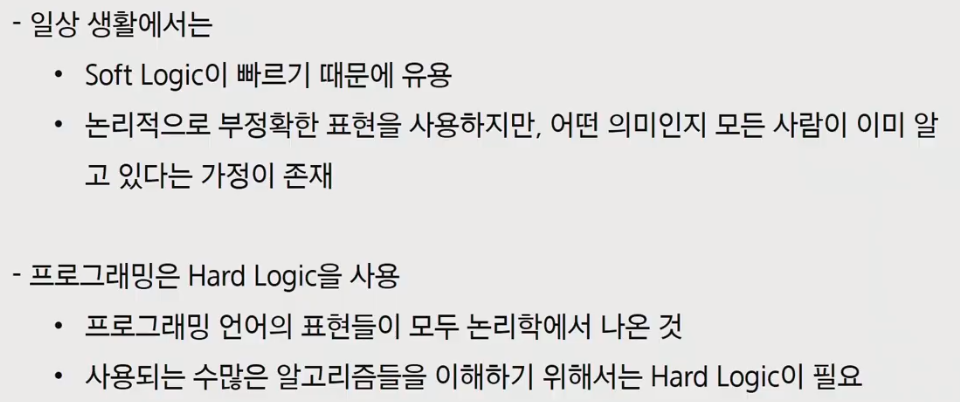 - 일상 생활에서는
• Soft Logic이 빠르기 때문에 유용
• 논리적으로 부정확한 표현을 사용하지만, 어떤 의미인지 모든 사람이 이미 알
고 있다는 가정이 존재
- 프로그래밍은 Hard Logic을 사용
• 프로그래밍 언어의 표현들이 모두 논리학에서 나온 것
• 사용되는 수많은 알고리즘들을 이해하기 위해서는 Hard Logic이 필요